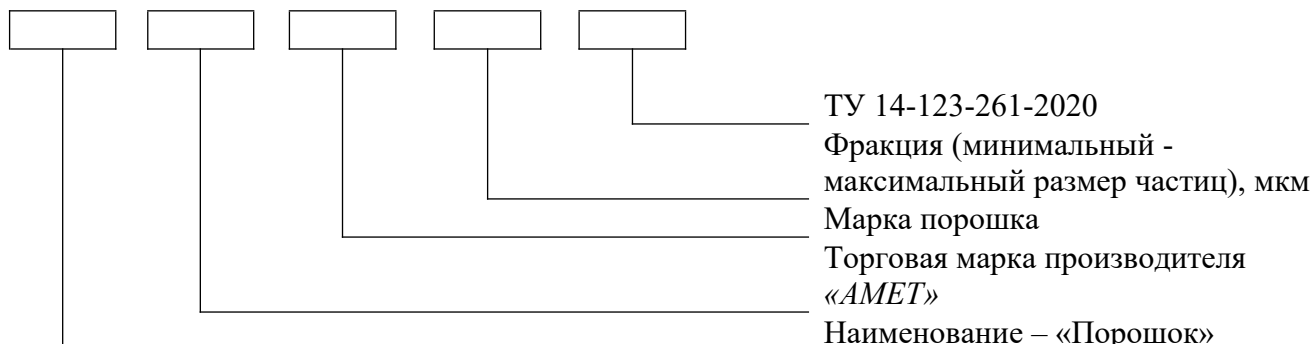 ТУ 14-123-261-2020
Фракция (минимальный -
максимальный размер частиц), мкм
Марка порошка
Торговая марка производителя
«АМЕТ»
Наименование – «Порошок»